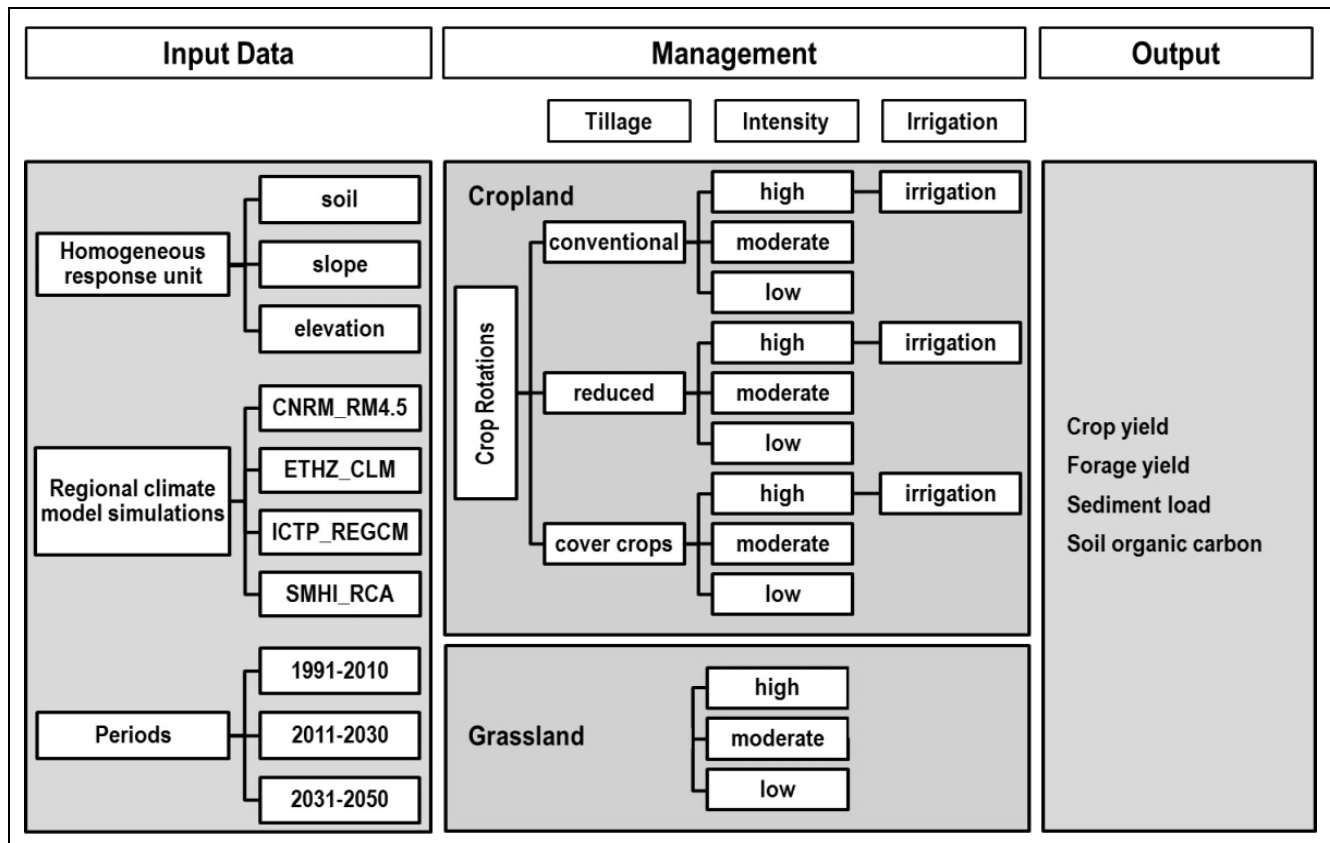 Input Data
Management
Output
Tillage
Intensity
Irrigation
Homogeneous
response unit
soil
slope
elevation
Regional climate
model simulations
CNRM_RM4.5
ETHZ_CLM
ICTP_REGCM
SMHI_RCA
Periods
1991-2010
2011-2030
2031-2050
Cropland
Crop Rotations
conventional
high
irrigation
moderate
low
reduced
high
irrigation
moderate
low
cover crops
high
irrigation
moderate
low
Grassland
high
moderate
low
Crop yield
Forage yield
Sediment load
Soil organic carbon